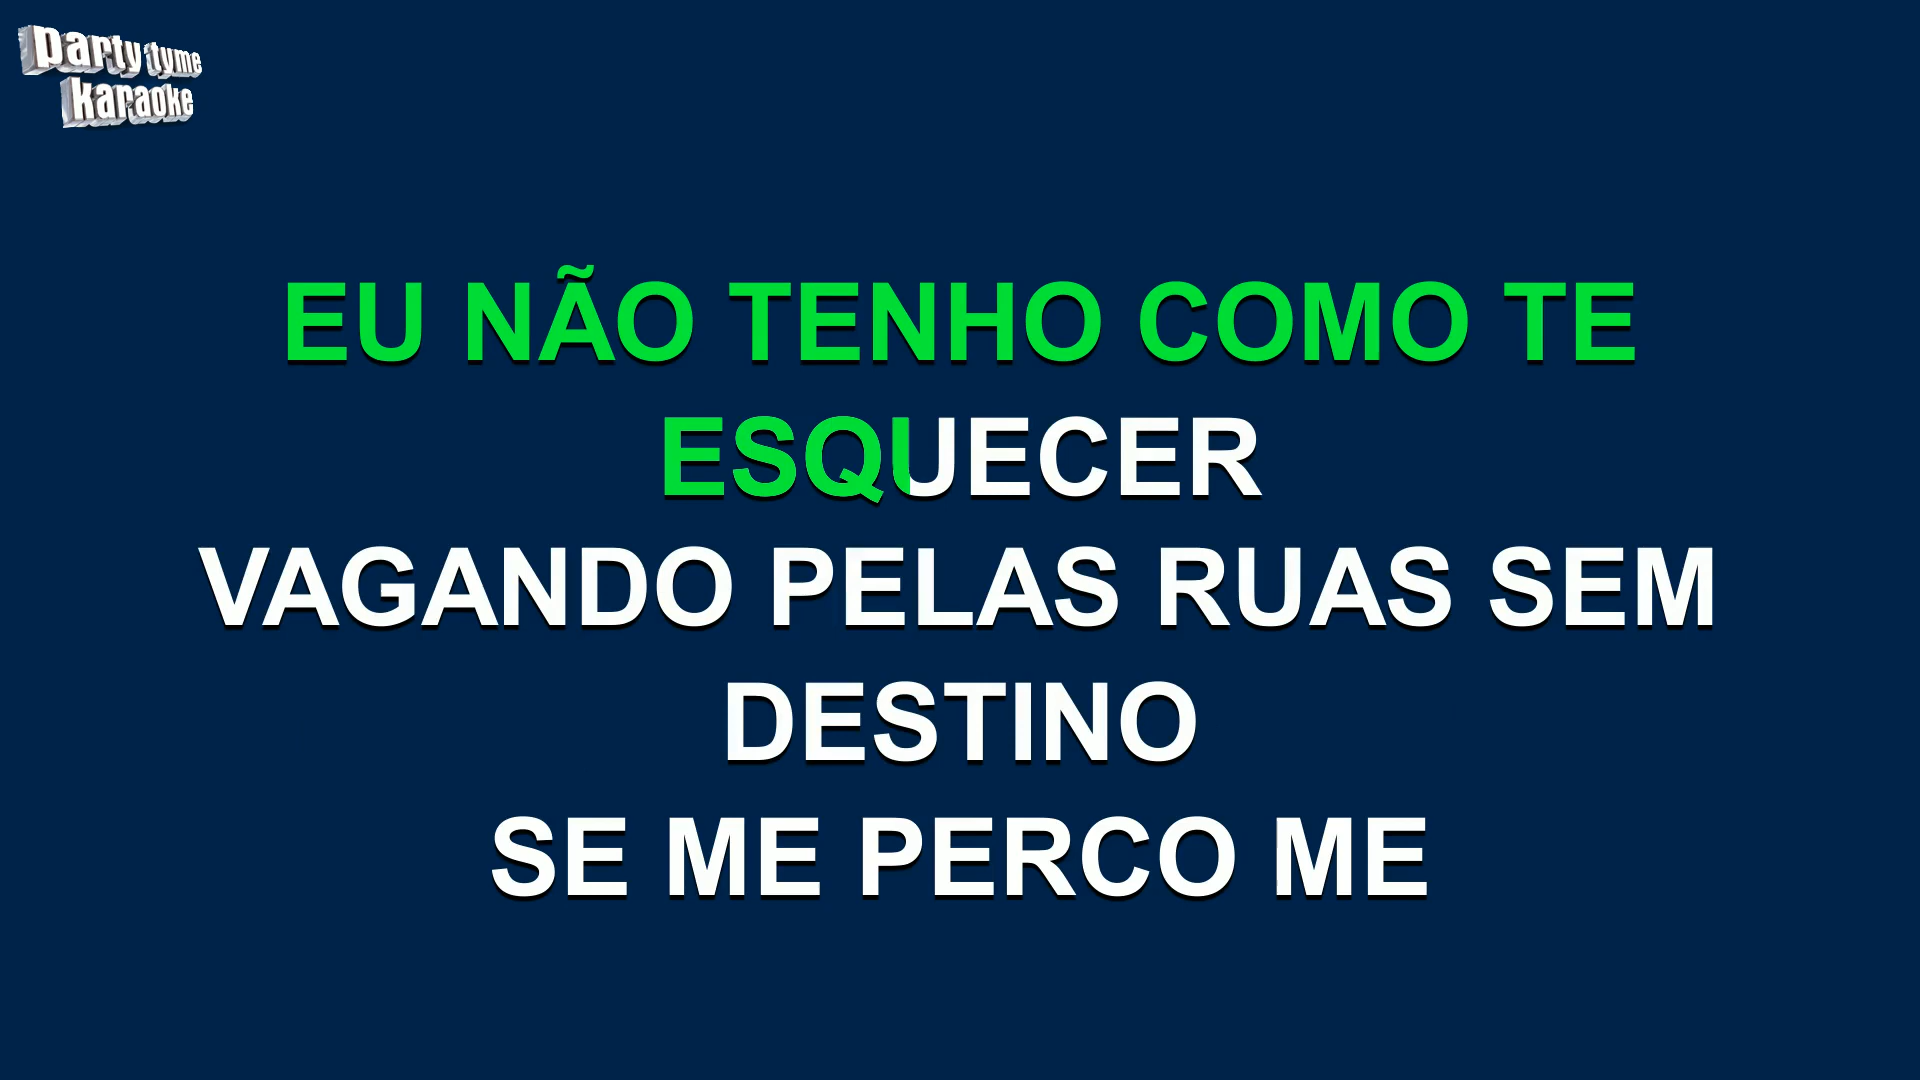 party tyme
karaoke
EU NÃO TENHO COMO TE
ESQUECER
VAGANDO PELAS RUAS SEM
DESTINO
SE ME PERCO ME